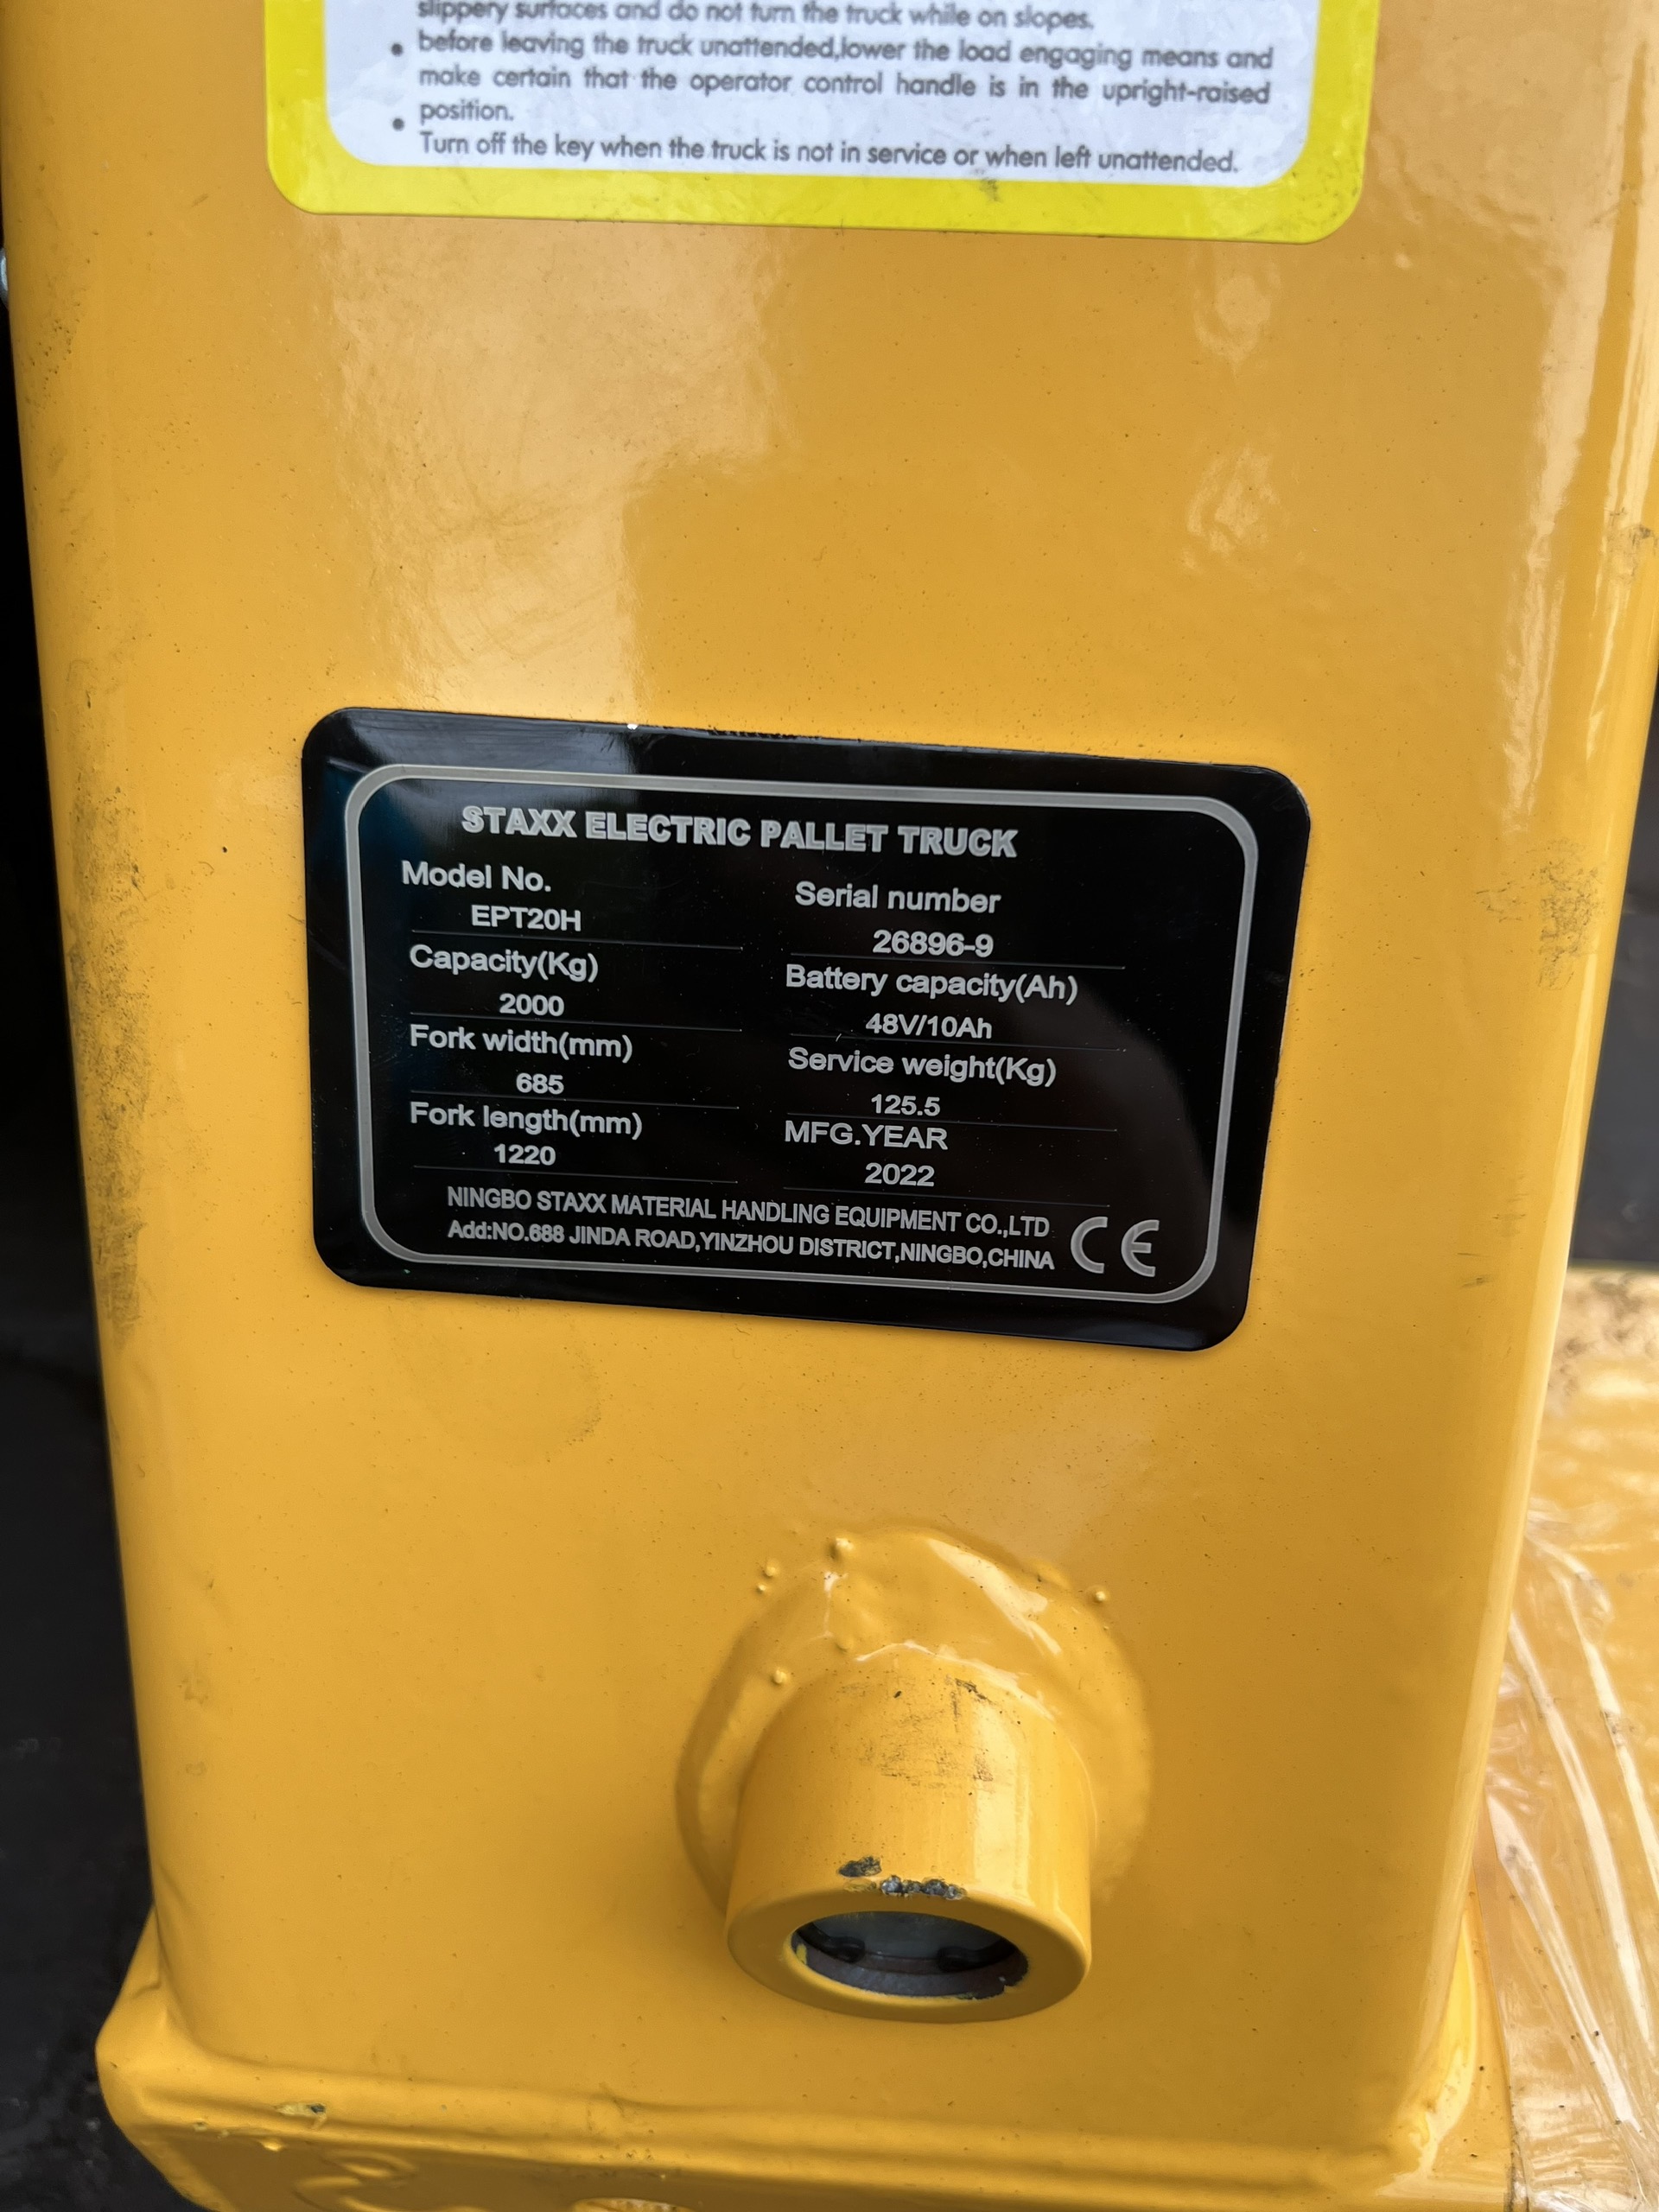 slippery surfaces and do not turn the truck while on slopes.
• before leaving the truck unattended,lower the load engaging means and
make certain that the operator control handle is in the upright-raised
• position.
Turn off the key when the truck is not in service or when left unattended.
STAXX ELECTRIC PALLET TRUCK
Model No.
EPT20H
Serial number
26896-9
Capacity(Kg)
2000
Battery capacity(Ah)
48V/10Ah
Fork width(mm)
685
Service weight(Kg)
125.5
Fork length(mm)
1220
MFG.YEAR
2022
NINGBO STAXX MATERIAL HANDLING EQUIPMENT CO.,LTD
Add:NO.688 JINDA ROAD,YINZHOU DISTRICT,NINGBO,CHINA
CE